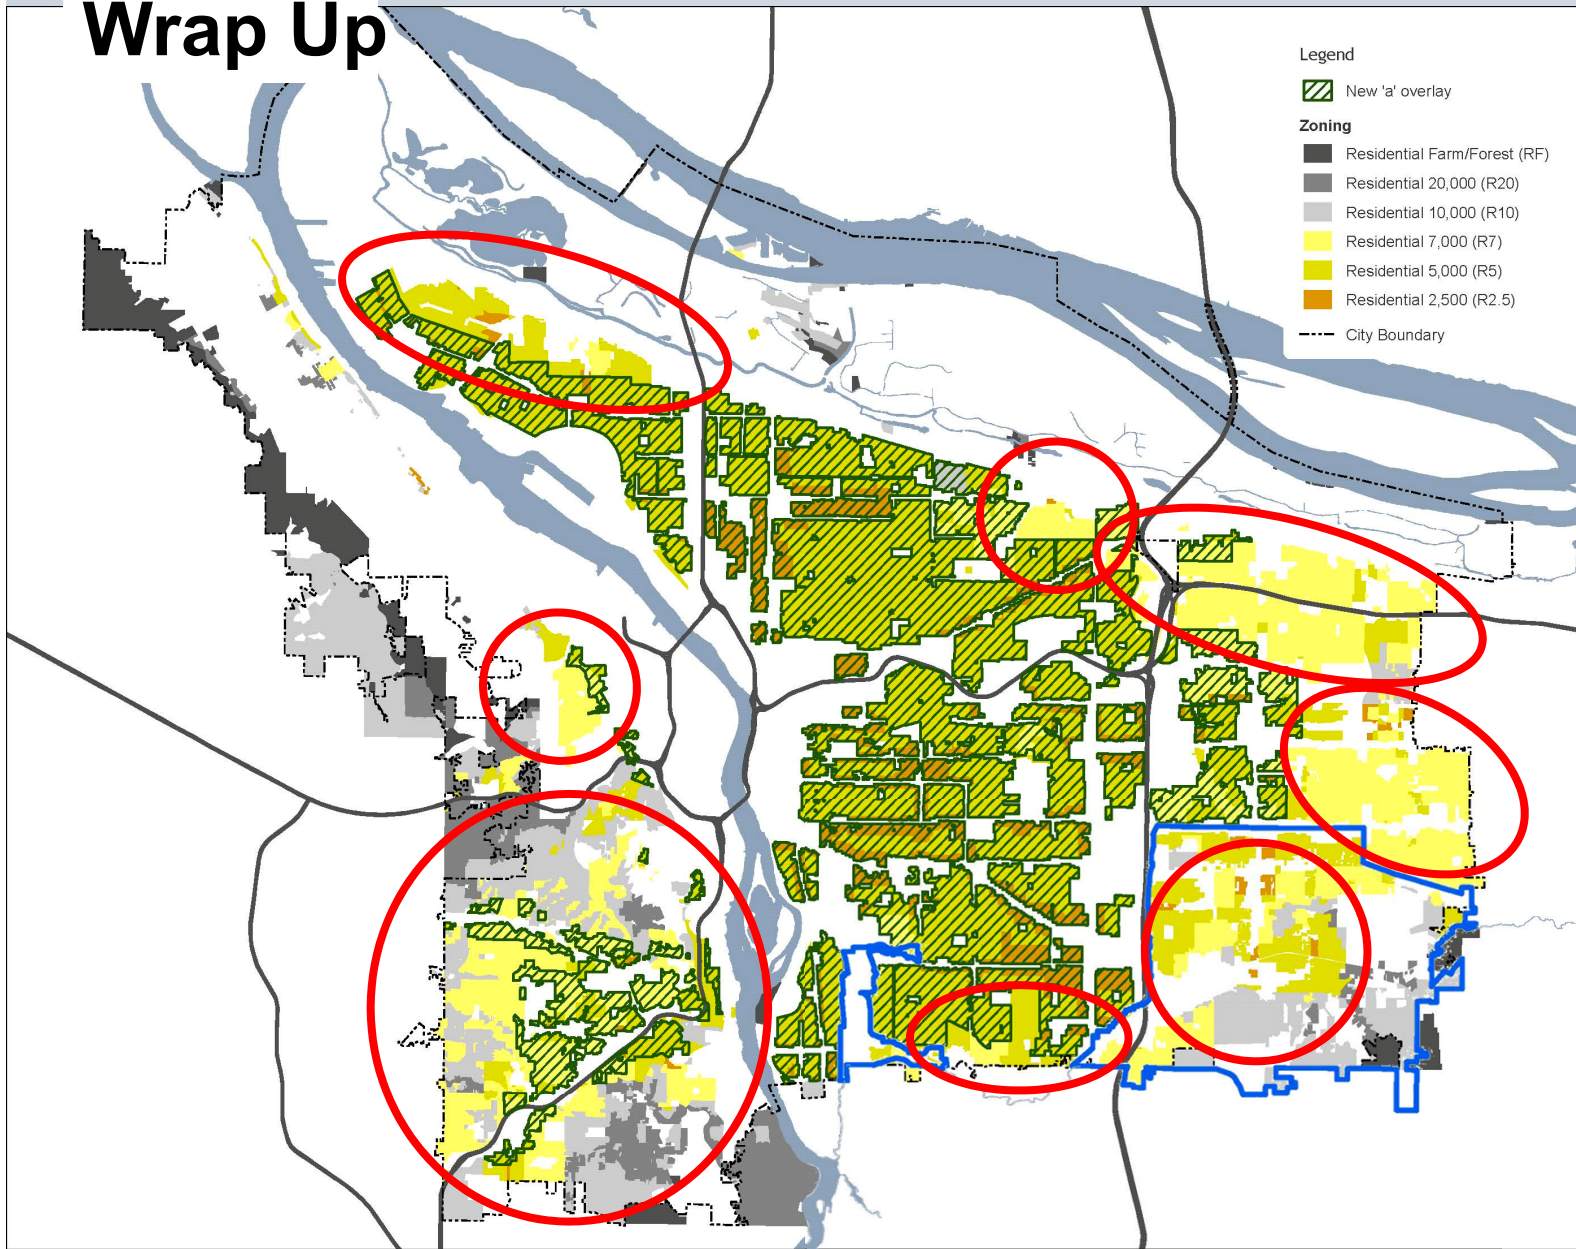 Wrap Up
Legend
New 'a' overlay
Zoning
Residential Farm/Forest (RF)
Residential 20,000 (R20)
Residential 10,000 (R10)
Residential 7,000 (R7)
Residential 5,000 (R5)
Residential 2,500 (R2.5)
City Boundary